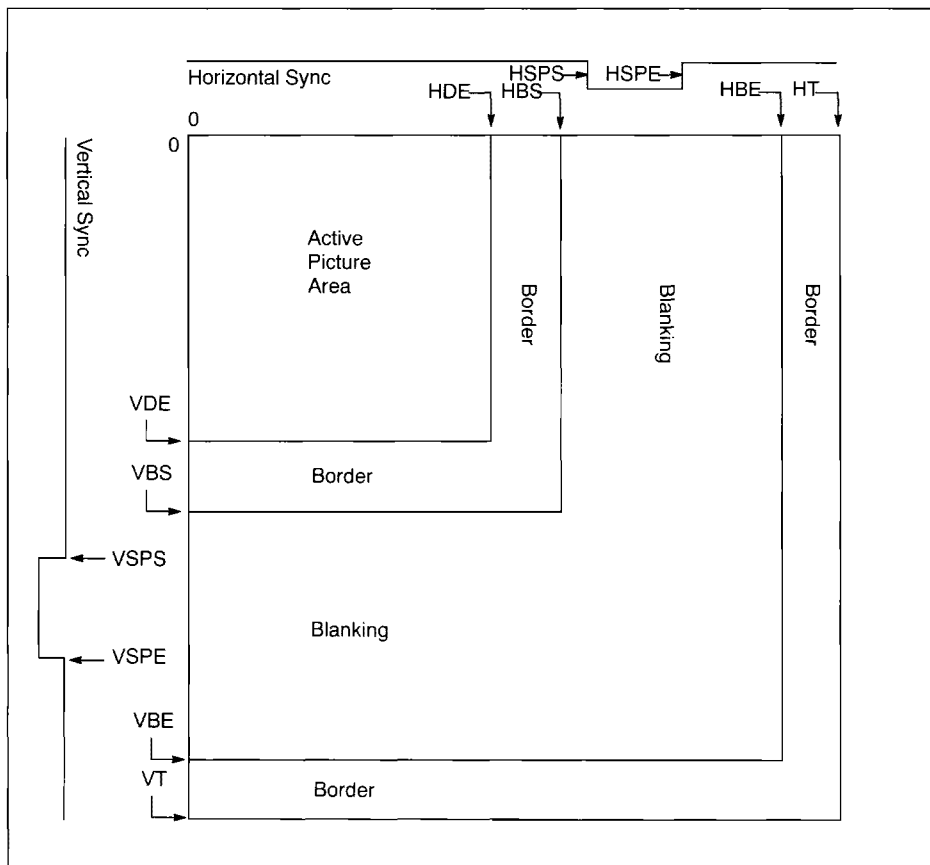 Horizontal Sync
HSPS
HSPE
HDE
HBS
HBE
HT
0
0
Vertical Sync
Active
Picture
Area
Border
Blanking
Border
VDE
VBS
Border
VSPS
Blanking
VSPE
VBE
VT
Border